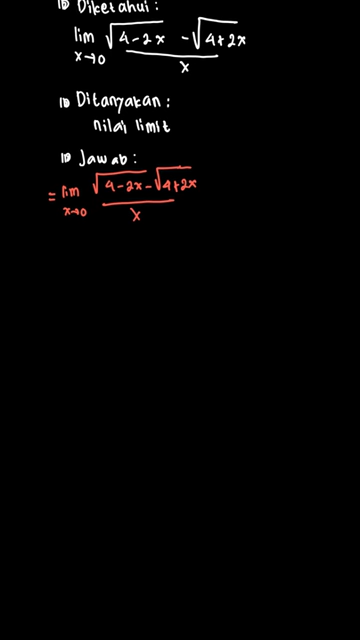 Diketahui:
lim √(4-2x) - √(4+2x)
x→0 x
Ditanyakan:
nilai limit
Jawab:
= lim √(4-2x) - √(4+2x)
x→0 x